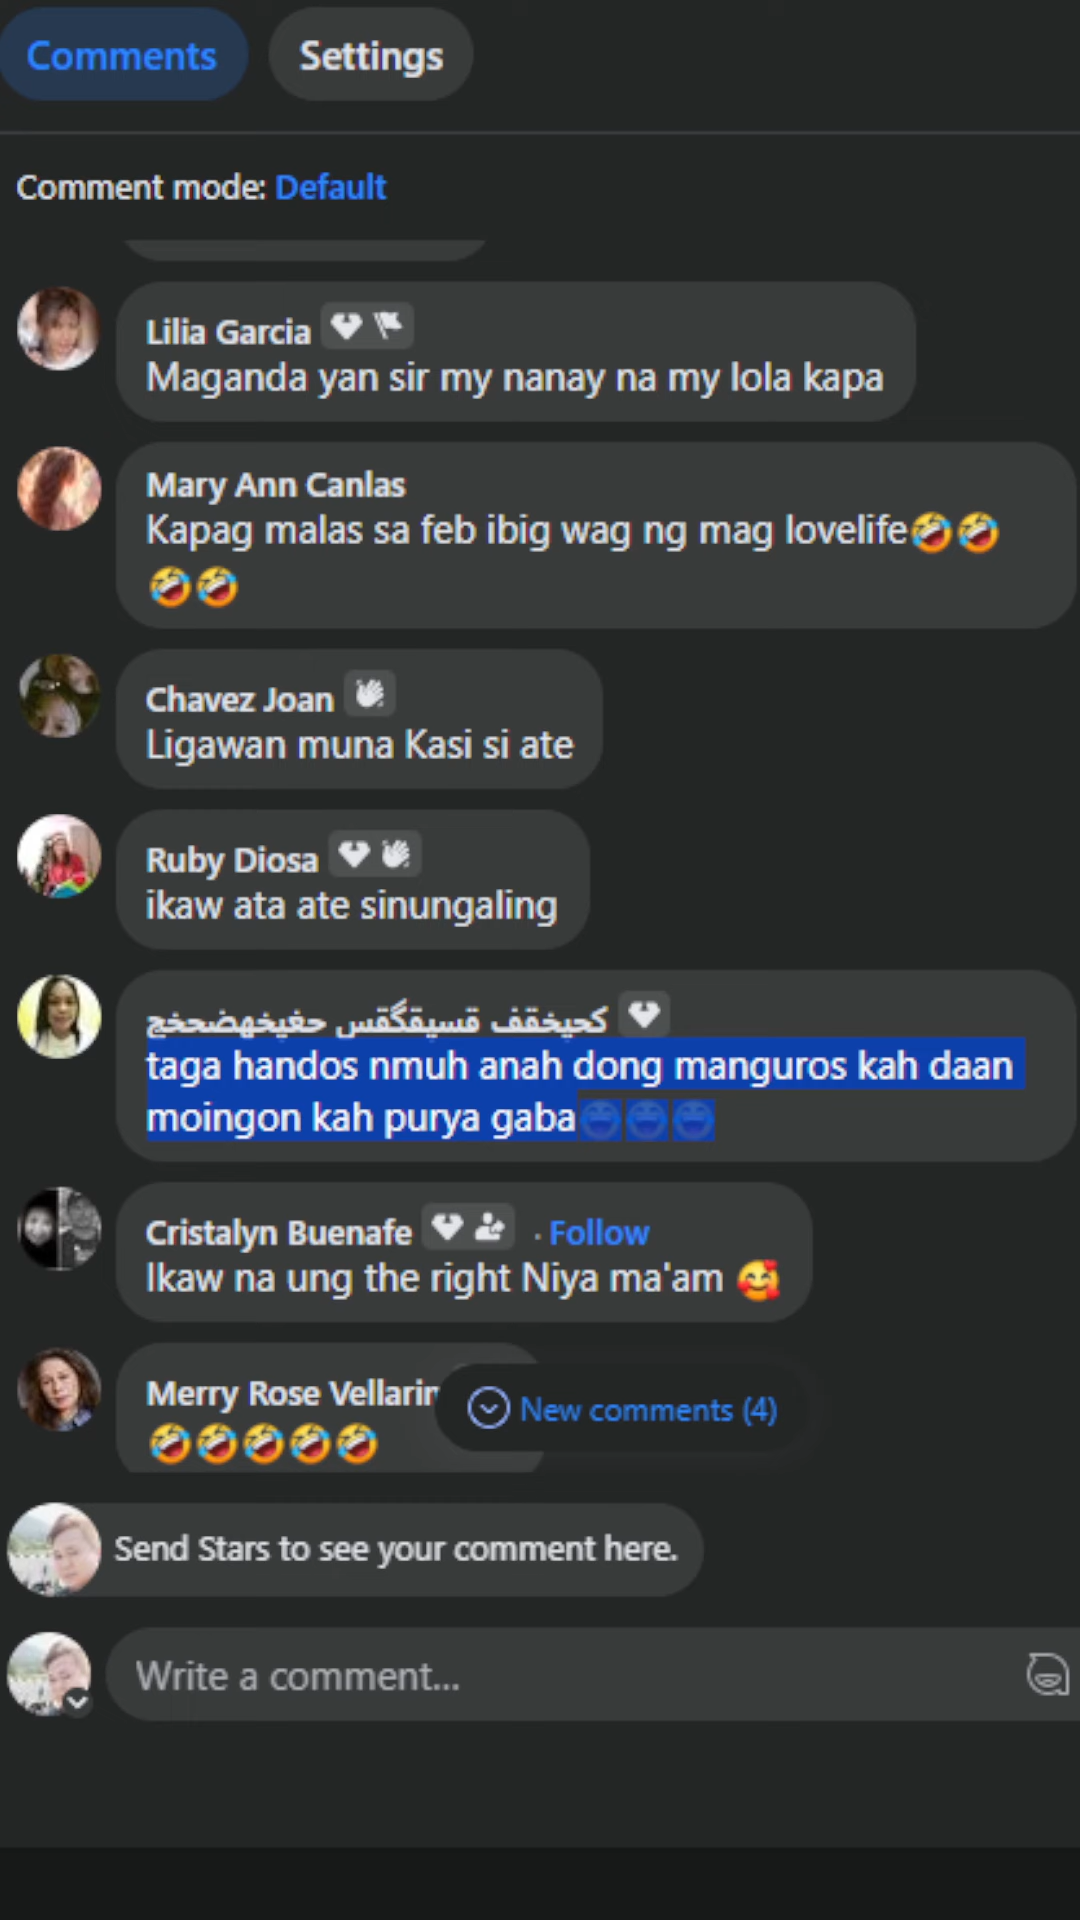 Comments Settings
Comment mode: Default
Lilia Garcia
Maganda yan sir my nanay na my lola kapa
Mary Ann Canlas
Kapag malas sa feb ibig wag ng mag lovelife🤣🤣
🤣🤣
Chavez Joan
Ligawan muna Kasi si ate
Ruby Diosa
ikaw ata ate sinungaling
كحيخقف قسيقگقس حغيخهضحخج
taga handos nmuh anah dong manguros kah daan
moingon kah purya gaba😂😂😂
Cristalyn Buenafe · Follow
Ikaw na ung the right Niya ma'am 🥰
Merry Rose
🤣🤣🤣🤣🤣
New comments (4)
Send Stars to see your comment here.
Write a comment...